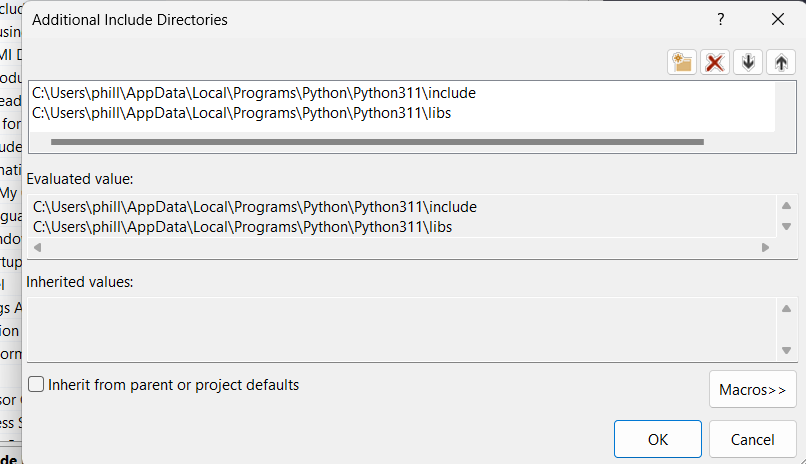 Additional Include Directories
?
C:\Users\phill\AppData\Local\Programs\Python\Python311\include
C:\Users\phill\AppData\Local\Programs\Python\Python311\libs
Evaluated value:
C:\Users\phill\AppData\Local\Programs\Python\Python311\include
C:\Users\phill\AppData\Local\Programs\Python\Python311\libs
Inherited values:
Inherit from parent or project defaults
Macros>>
OK
Cancel